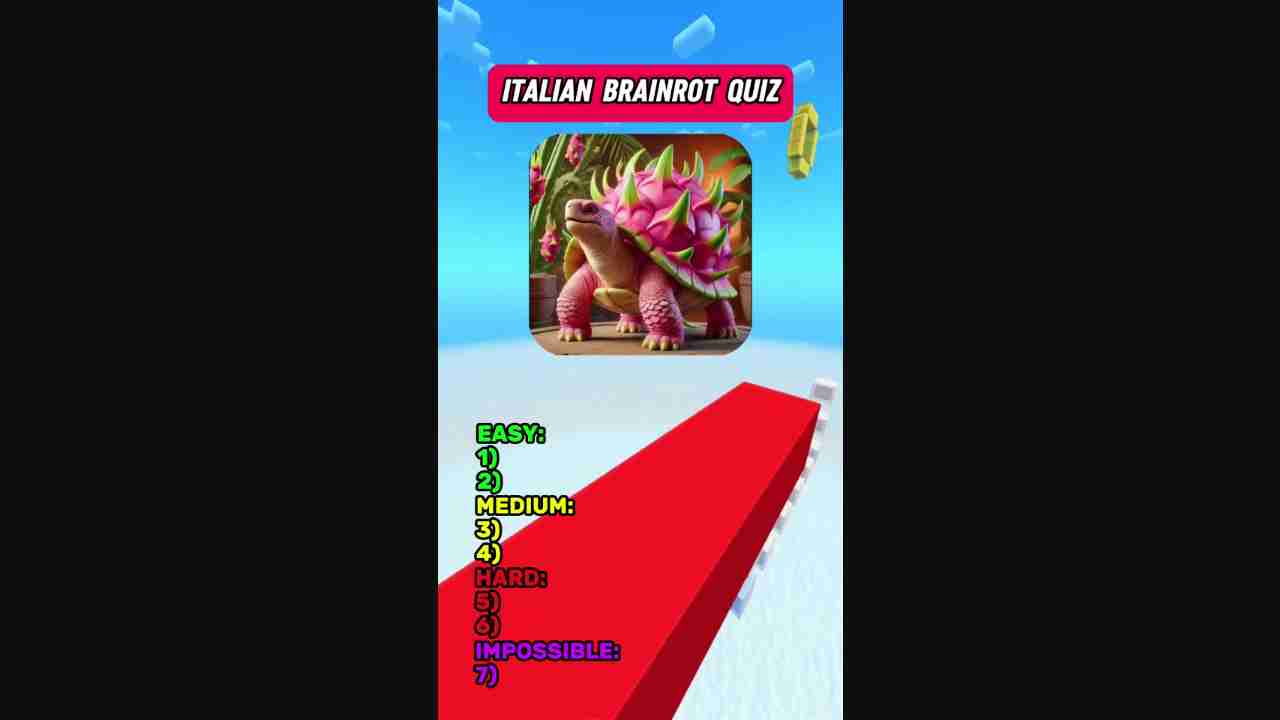 ITALIAN BRAINROT QUIZ
EASY:
1)
2)
MEDIUM:
3)
4)
HARD:
5)
6)
IMPOSSIBLE:
7)